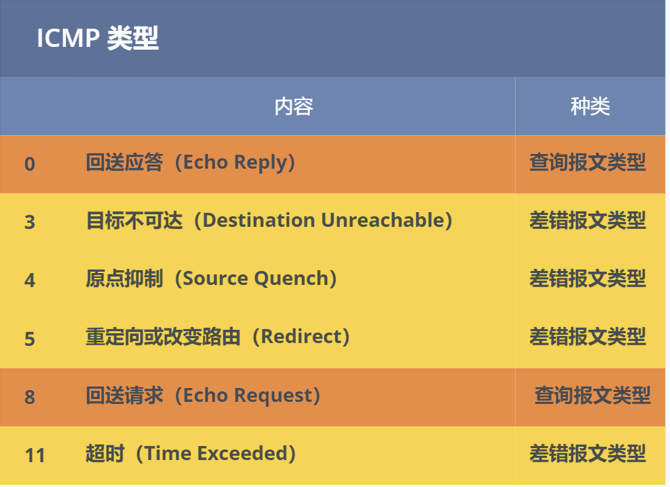 ICMP 类型
内容 种类
0 回送应答（Echo Reply） 查询报文类型
3 目标不可达（Destination Unreachable） 差错报文类型
4 原点抑制（Source Quench） 差错报文类型
5 重定向或改变路由（Redirect） 差错报文类型
8 回送请求（Echo Request） 查询报文类型
11 超时（Time Exceeded） 差错报文类型